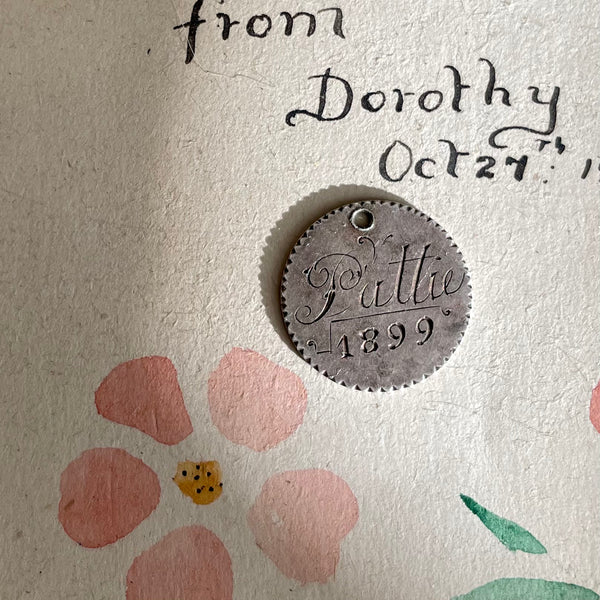 from
Dorothy
Oct 27th. 1
Pattie
1899